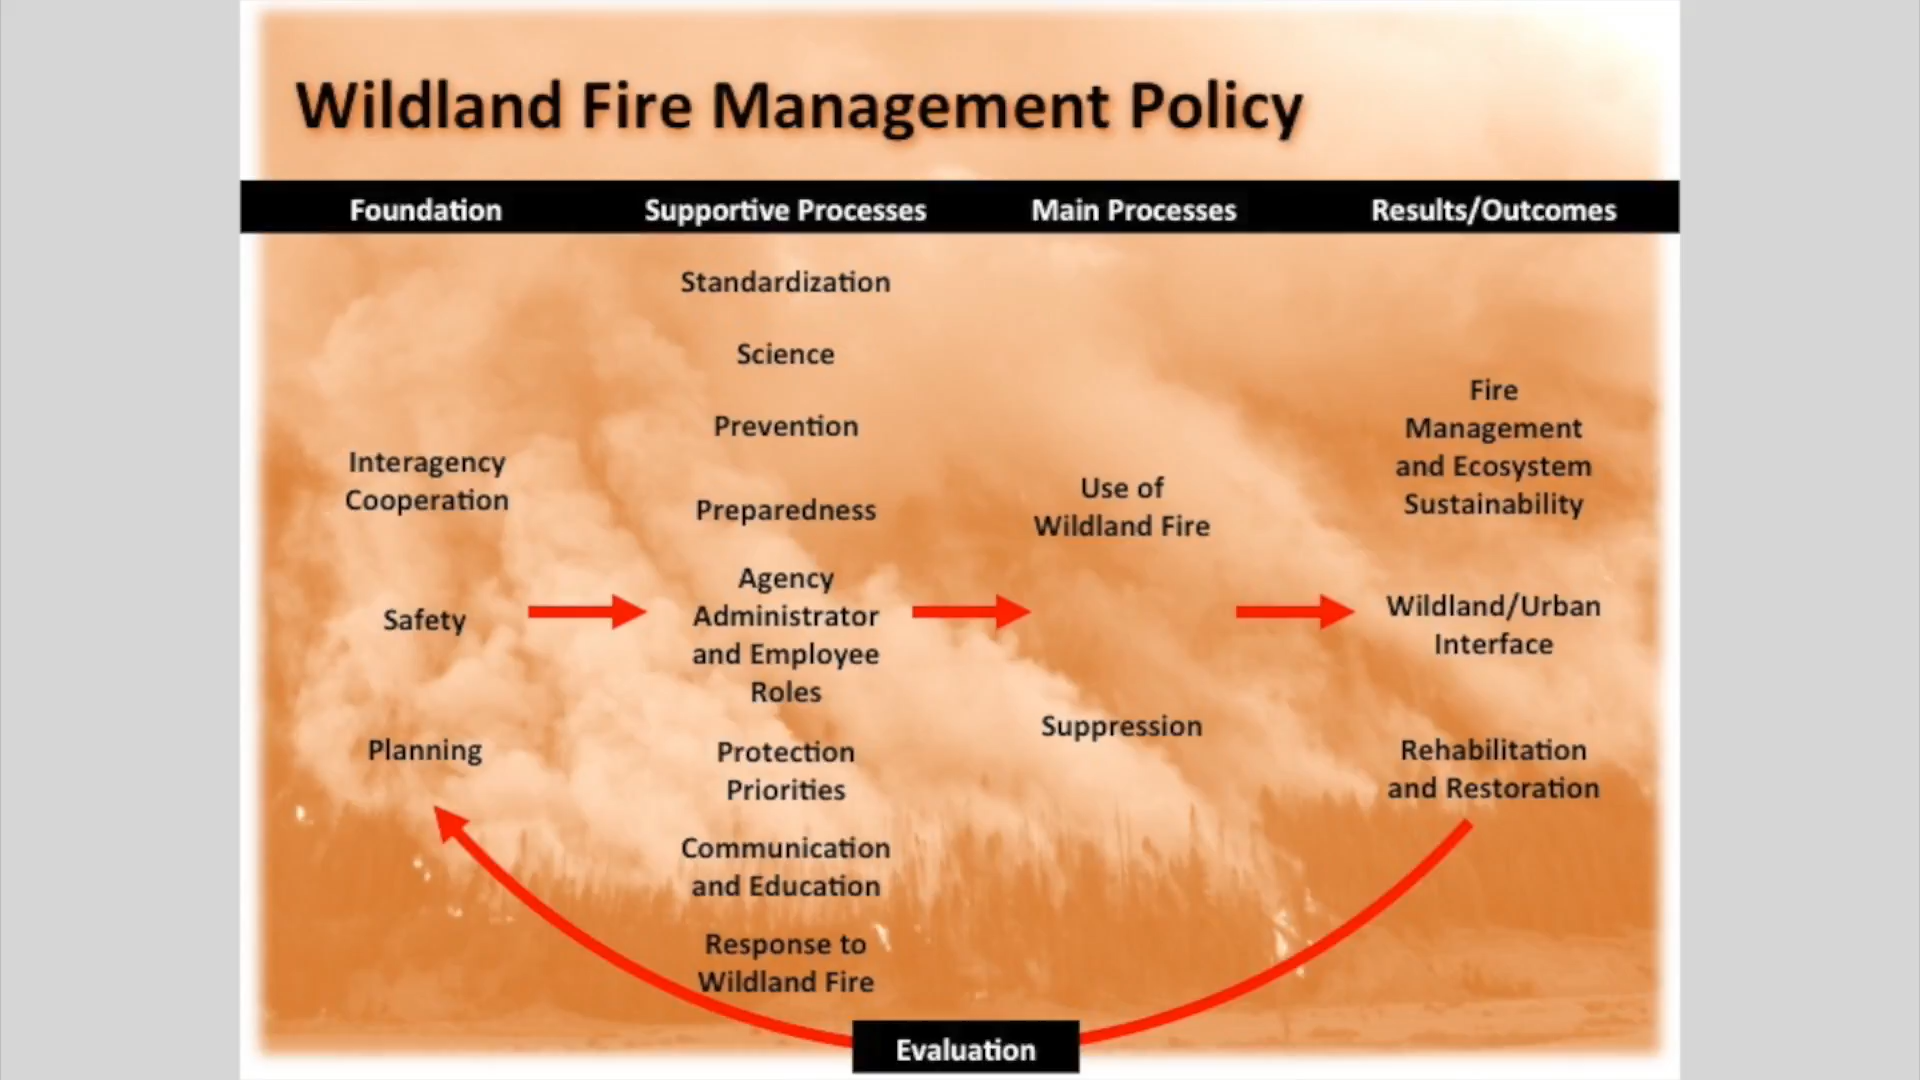 Wildland Fire Management Policy
Foundation
Supportive Processes
Main Processes
Results/Outcomes
Interagency
Cooperation
Safety
Planning
Standardization
Science
Prevention
Preparedness
Agency
Administrator
and Employee
Roles
Protection
Priorities
Communication
and Education
Response to
Wildland Fire
Use of
Wildland Fire
Suppression
Fire
Management
and Ecosystem
Sustainability
Wildland/Urban
Interface
Rehabilitation
and Restoration
Evaluation